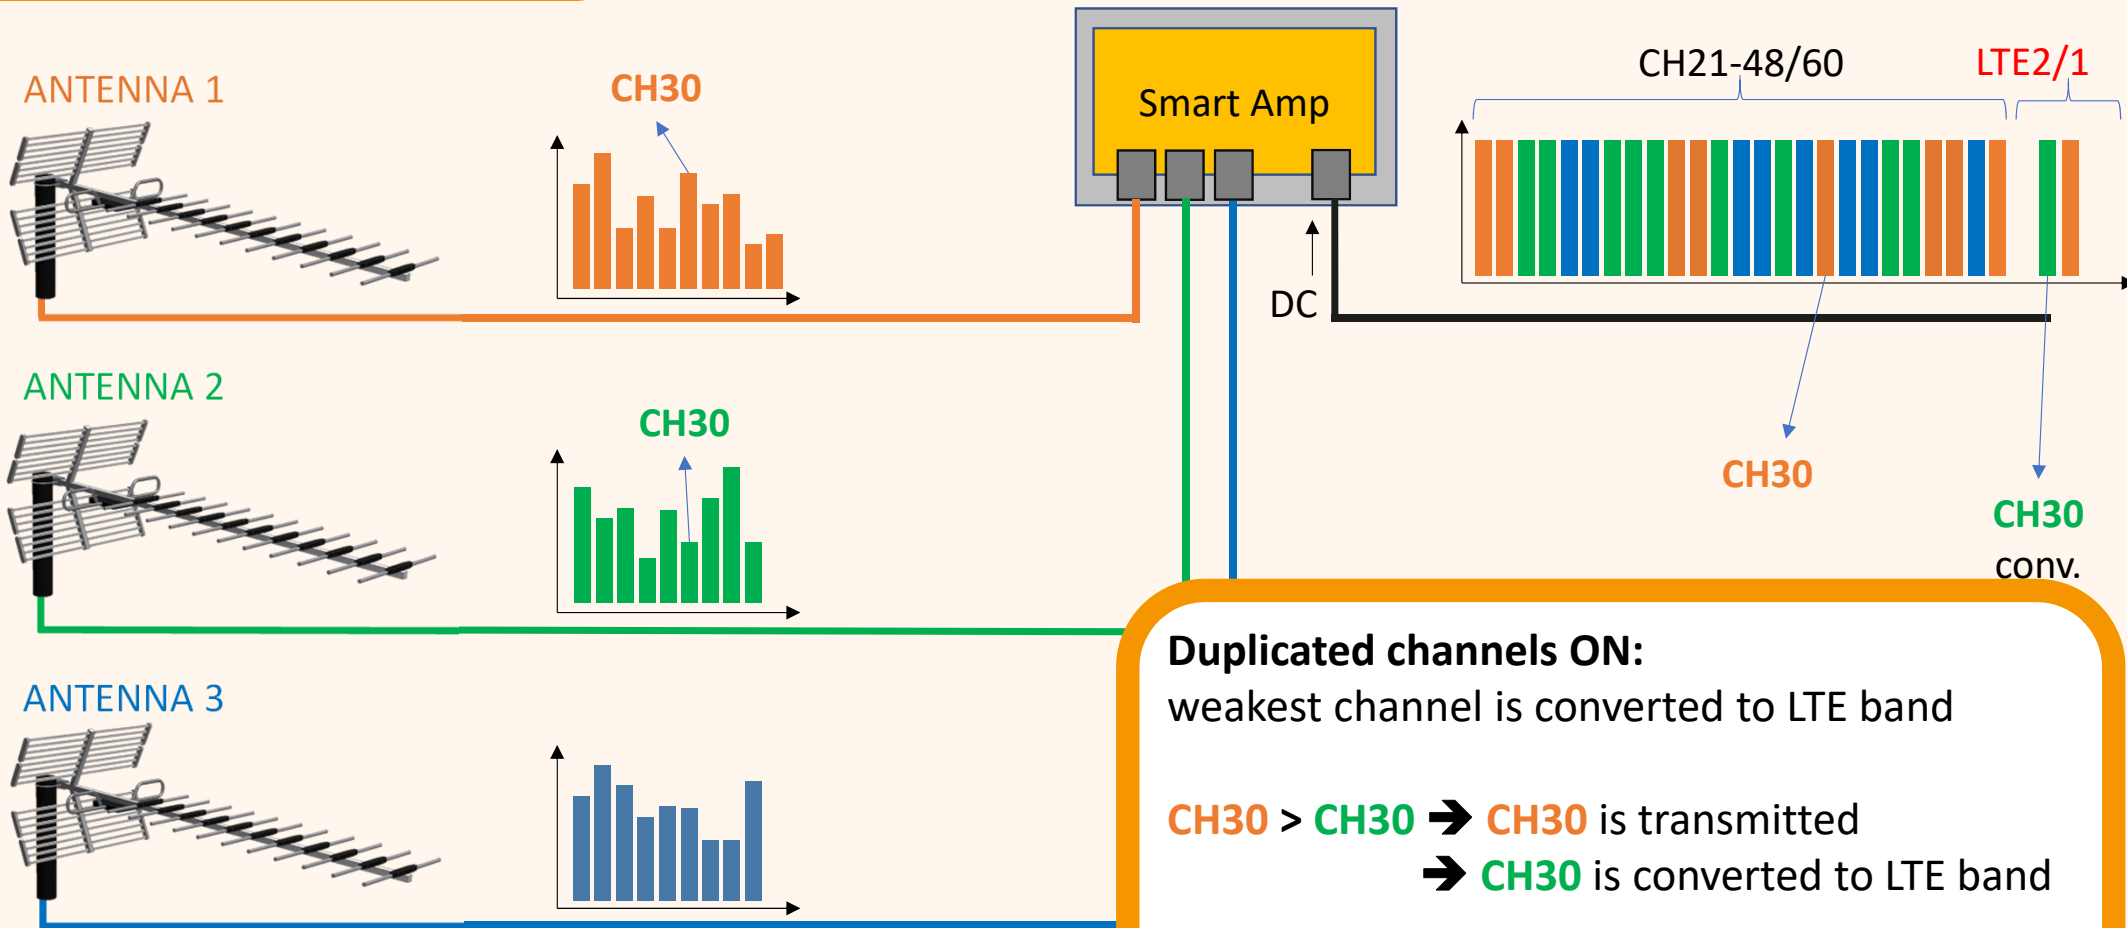 ANTENNA 1
CH30
Smart Amp
DC
CH21-48/60
LTE2/1
CH30
CH30
conv.
ANTENNA 2
CH30
ANTENNA 3
Duplicated channels ON:
weakest channel is converted to LTE band
CH30 > CH30 → CH30 is transmitted
→ CH30 is converted to LTE band